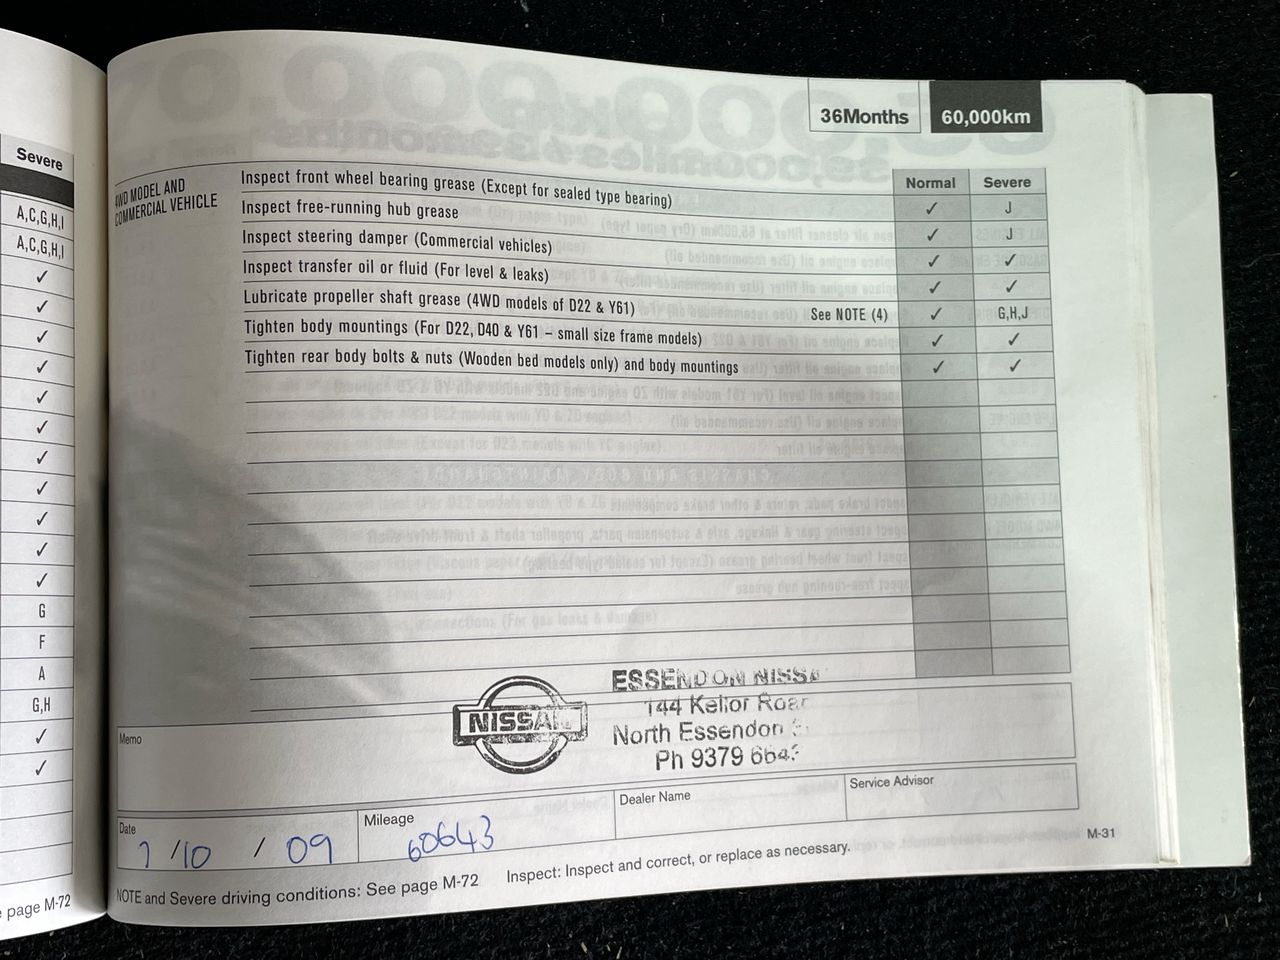 Severe
A,C,G,H,I
A,C,G,H,I
✓
✓
✓
✓
✓
✓
✓
✓
✓
✓
✓
G
F
A
G,H
✓
✓
page M-72
36Months 60,000km
Normal Severe
4WD MODEL AND
COMMERCIAL VEHICLE
Inspect front wheel bearing grease (Except for sealed type bearing) ✓ J
Inspect free-running hub grease ✓ J
Inspect steering damper (Commercial vehicles) ✓ ✓
Inspect transfer oil or fluid (For level & leaks) ✓ ✓
Lubricate propeller shaft grease (4WD models of D22 & Y61) See NOTE (4) ✓ G,H,J
Tighten body mountings (For D22, D40 & Y61 – small size frame models) ✓ ✓
Tighten rear body bolts & nuts (Wooden bed models only) and body mountings ✓ ✓
Memo
NISSAN
ESSENDON NISSA
144 Keilor Roa
North Essendon
Ph 9379
Date 7/10/09
Mileage 60643
Dealer Name
Service Advisor
NOTE and Severe driving conditions: See page M-72 Inspect: Inspect and correct, or replace as necessary.
M-31